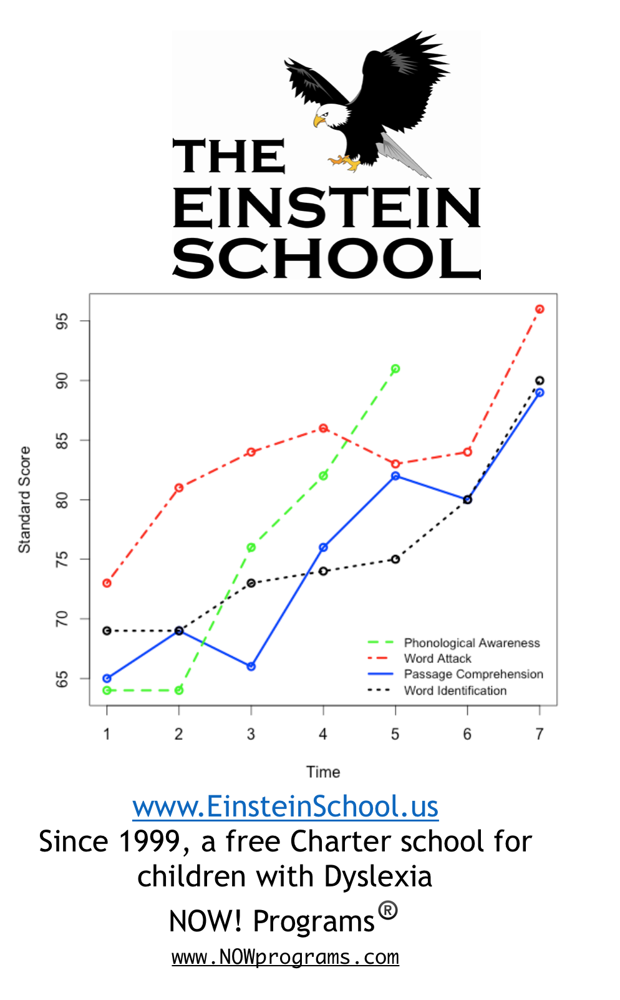 THE
EINSTEIN
SCHOOL
95
90
85
80
75
70
65
Standard Score
Phonological Awareness
Word Attack
Passage Comprehension
Word Identification
1 2 3 4 5 6 7
Time
www.EinsteinSchool.us
Since 1999, a free Charter school for
children with Dyslexia
NOW! Programs®
www.NOWprograms.com